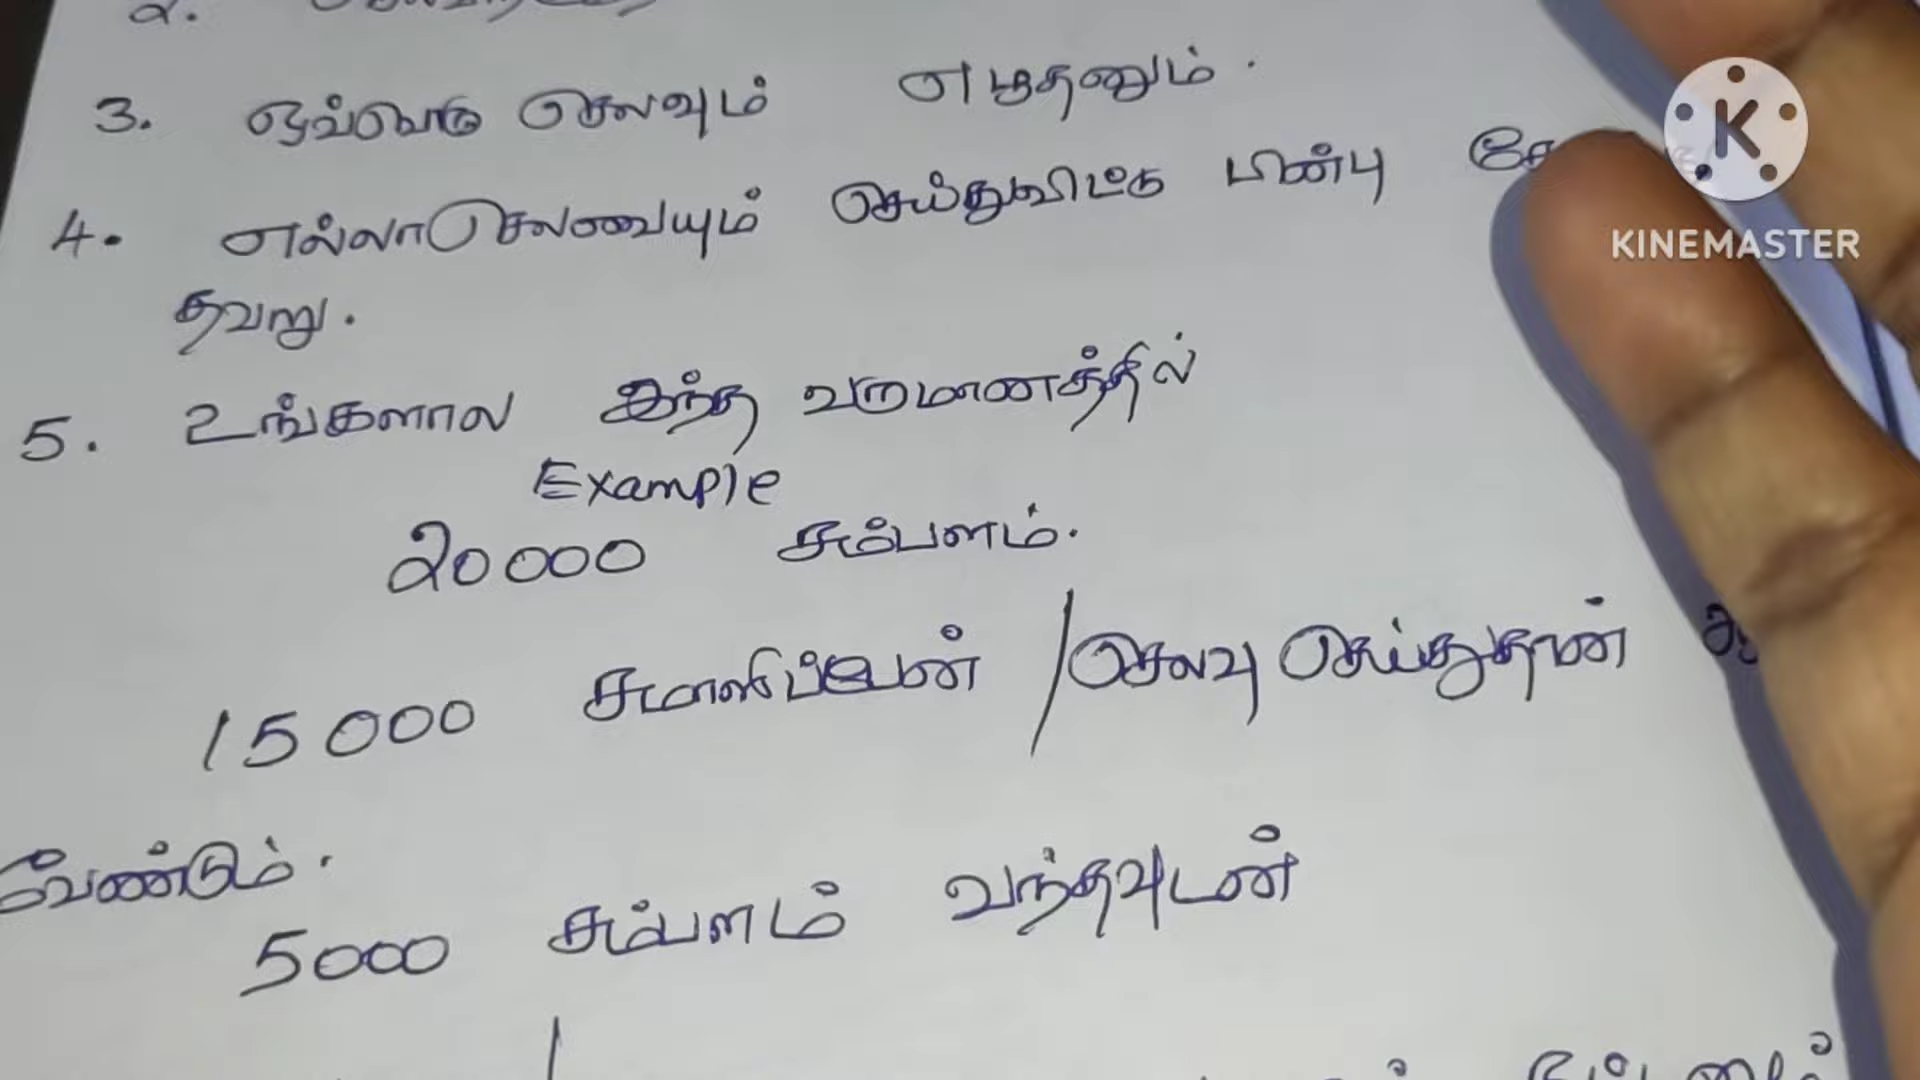 2.
3. ஒவ்வொரு செலவும் எழுதனும்.
4. எல்லா செலவையும் செய்துவிட்டு பின்பு
தவறு.
5. உங்களால இந்த வருமானத்தில்
Example
20000 சம்பளம்.
15000 சமாளிப்பேன் / செலவு செய்துதான்
வேண்டும்.
5000 சம்பளம் வந்தவுடன்
KINEMASTER